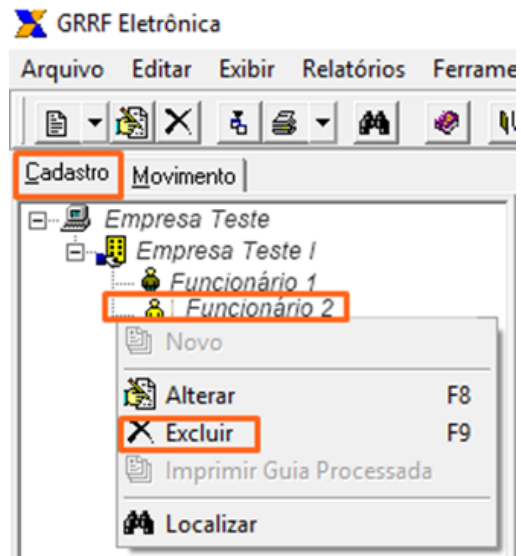 GRRF Eletrônica
Arquivo Editar Exibir Relatórios Ferrame
Cadastro Movimento
Empresa Teste
Empresa Teste I
Funcionário 1
Funcionário 2
Novo
Alterar F8
Excluir F9
Imprimir Guia Processada
Localizar